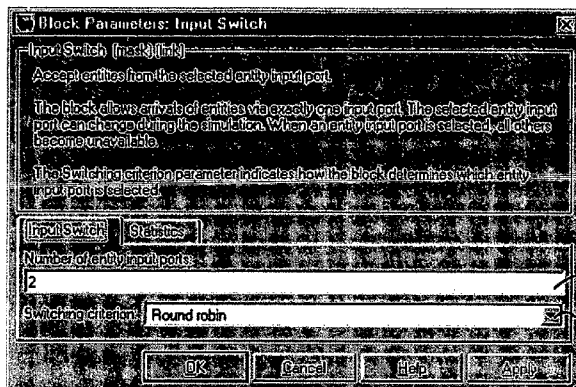 Block Parameters: Input Switch
Input Switch (mask) (link)
Accept entities from the selected entity input port.
The block allows arrivals of entities via exactly one input port. The selected entity input
port can change during the simulation. When an entity input port is selected, all others
become unavailable.
The Switching criterion parameter indicates how the block determines which entity
input port is selected.
Input Switch
Statistics
Number of entity input ports:
2
Switching criterion:
Round robin
OK
Cancel
Help
Apply